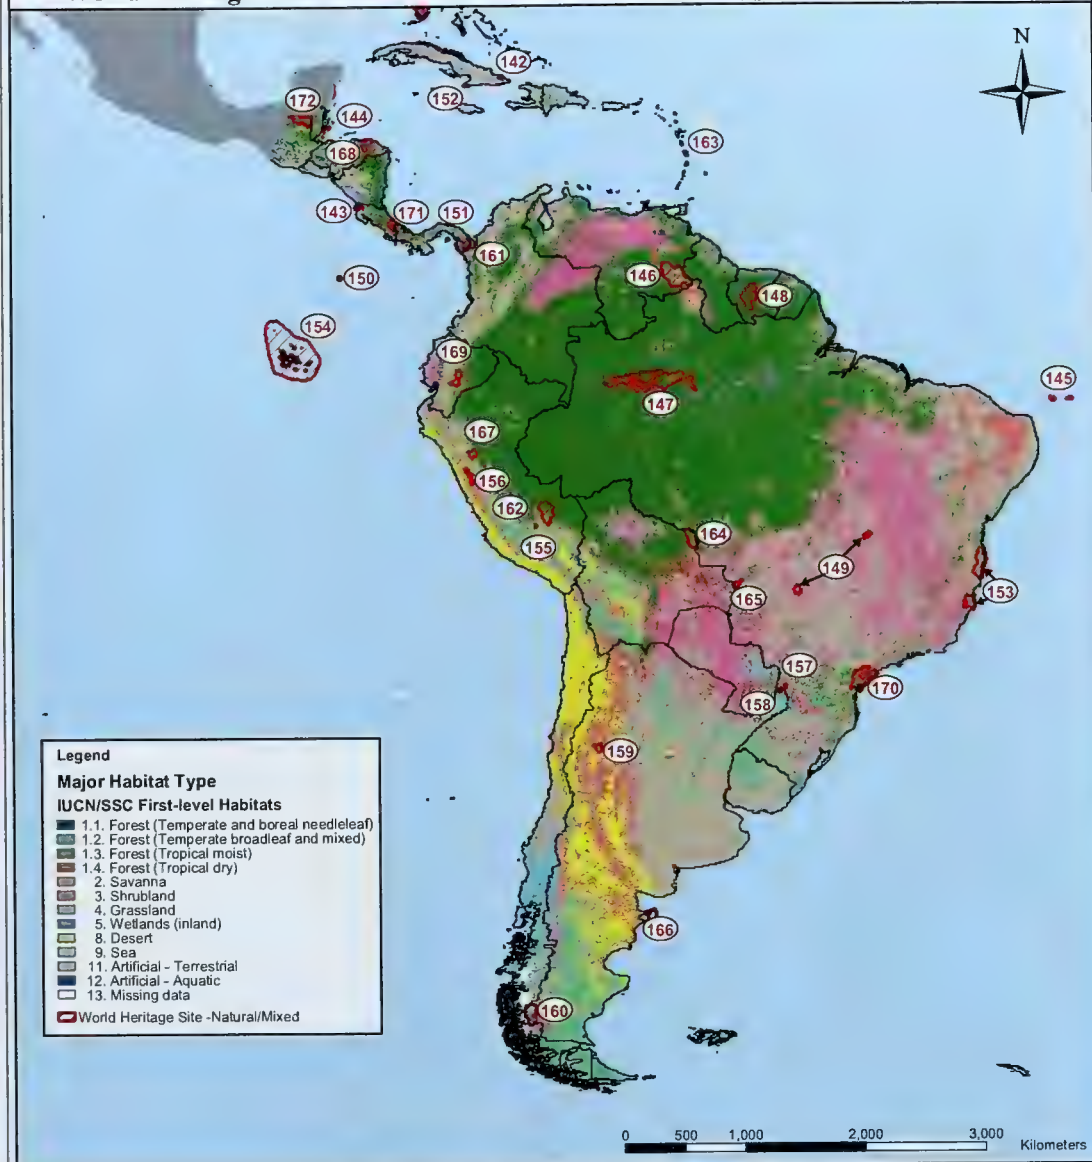 N
142
152
172
144
163
168
143
171
151
161
146
148
150
154
169
145
147
167
156
162
164
155
149
153
165
157
170
158
159
166
160
Legend
Major Habitat Type
IUCN/SSC First-level Habitats
1.1. Forest (Temperate and boreal needleleaf)
1.2. Forest (Temperate broadleaf and mixed)
1.3. Forest (Tropical moist)
1.4. Forest (Tropical dry)
2. Savanna
3. Shrubland
4. Grassland
5. Wetlands (inland)
8. Desert
9. Sea
11. Artificial - Terrestrial
12. Artificial - Aquatic
13. Missing data
World Heritage Site -Natural/Mixed
0 500 1,000 2,000 3,000
Kilometers